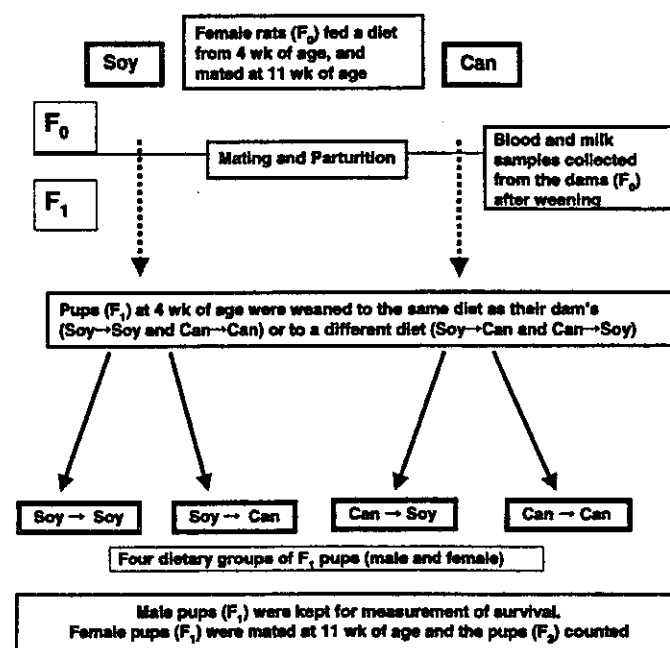 Soy
Female rats (F₀) fed a diet
from 4 wk of age, and
mated at 11 wk of age
Can
F₀
Mating and Parturition
Blood and milk
samples collected
from the dams (F₀)
after weening
F₁
Pups (F₁) at 4 wk of age were weaned to the same diet as their dam's
(Soy→Soy and Can→Can) or to a different diet (Soy→Can and Can→Soy)
Soy → Soy
Soy → Can
Can → Soy
Can → Can
Four dietary groups of F₁ pups (male and female)
Male pups (F₁) were kept for measurement of survival.
Female pups (F₁) were mated at 11 wk of age and the pups (F₂) counted